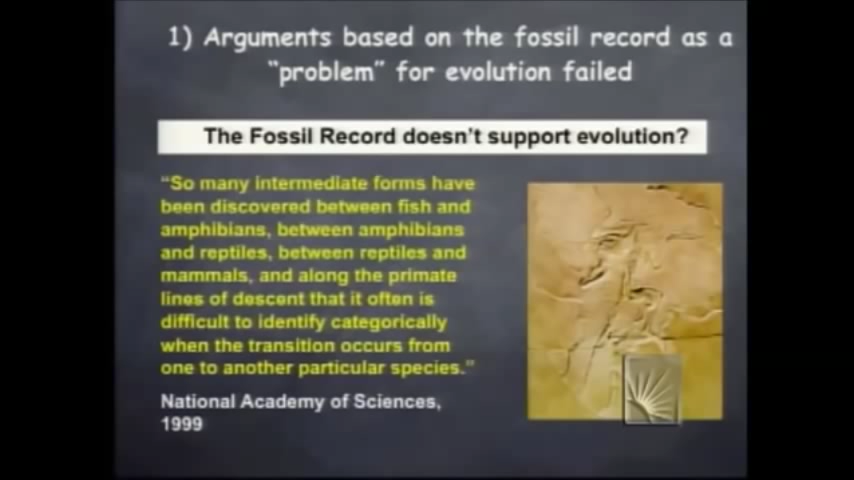 1) Arguments based on the fossil record as a
"problem" for evolution failed
The Fossil Record doesn't support evolution?
"So many intermediate forms have
been discovered between fish and
amphibians, between amphibians
and reptiles, between reptiles and
mammals, and along the primate
lines of descent that it often is
difficult to identify categorically
when the transition occurs from
one to another particular species."
National Academy of Sciences,
1999